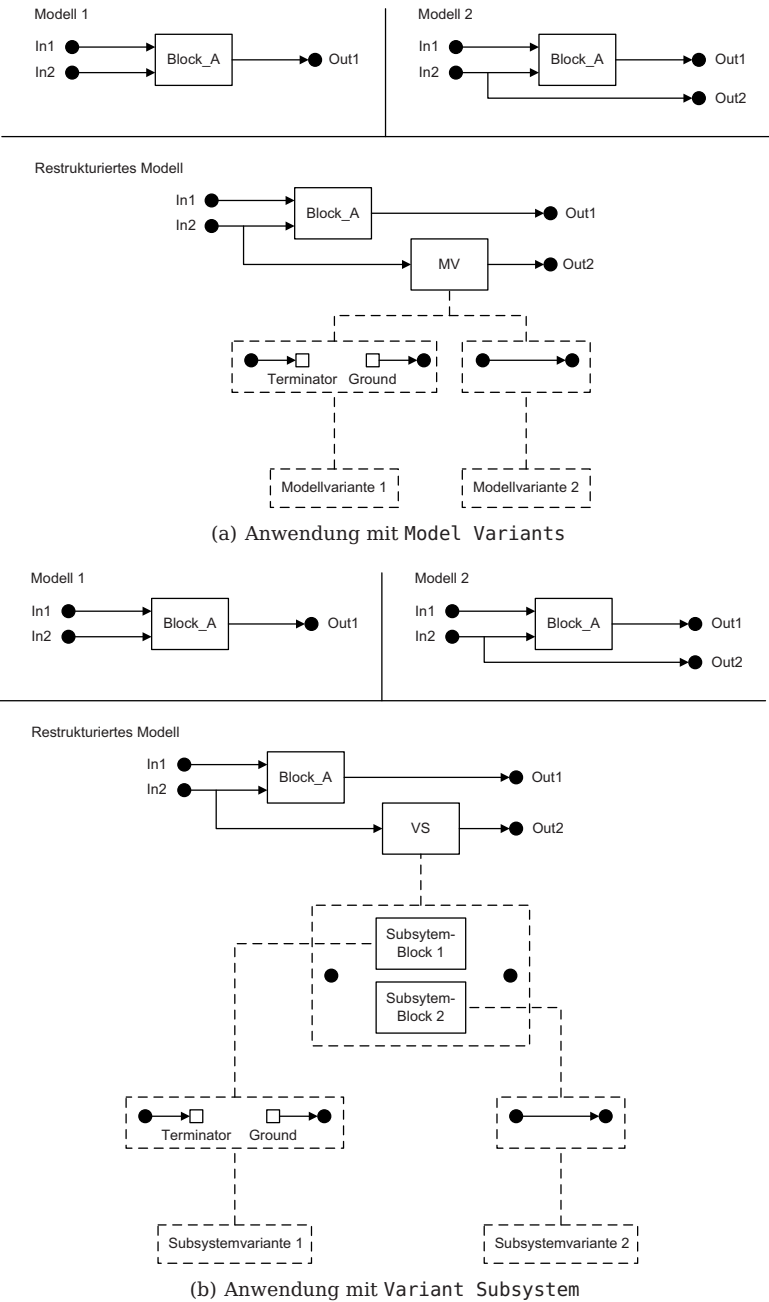 Modell 1
Modell 2
In1
In2
Block_A
Out1
In1
In2
Block_A
Out1
Out2
Restrukturiertes Modell
In1
In2
Block_A
Out1
MV
Out2
Terminator
Ground
Modellvariante 1
Modellvariante 2
(a) Anwendung mit Model Variants
Modell 1
Modell 2
In1
In2
Block_A
Out1
In1
In2
Block_A
Out1
Out2
Restrukturiertes Modell
In1
In2
Block_A
Out1
VS
Out2
Subsytem-
Block 1
Subsytem-
Block 2
Terminator
Ground
Subsystemvariante 1
Subsystemvariante 2
(b) Anwendung mit Variant Subsystem